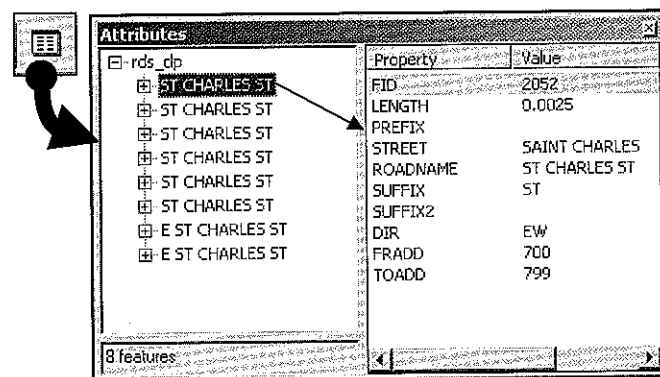 Attributes
rds_clp
ST CHARLES ST
ST CHARLES ST
ST CHARLES ST
ST CHARLES ST
ST CHARLES ST
ST CHARLES ST
E ST CHARLES ST
E ST CHARLES ST
8 features
Property Value
FID 2052
LENGTH 0.0025
PREFIX
STREET SAINT CHARLES
ROADNAME ST CHARLES ST
SUFFIX ST
SUFFIX2
DIR EW
FRADD 700
TOADD 799